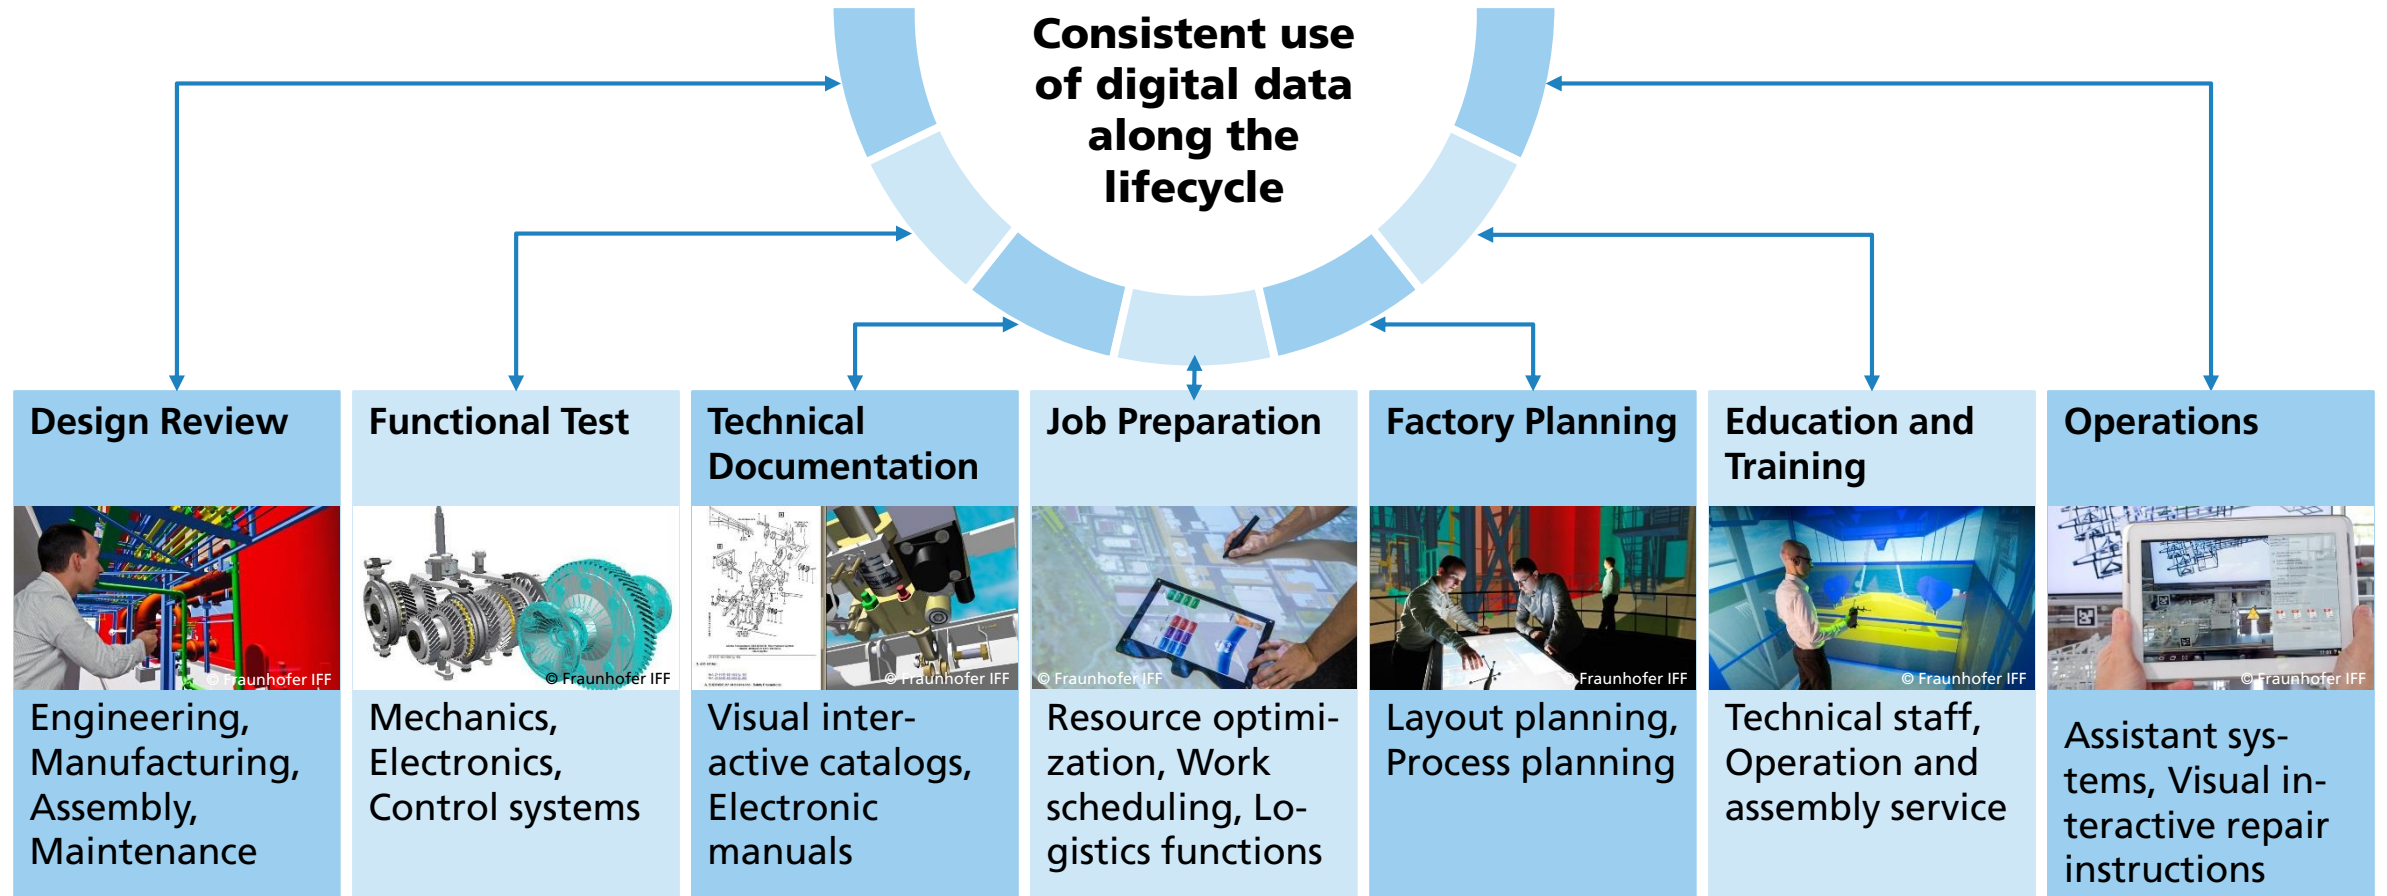 Consistent use
of digital data
along the
lifecycle
Design Review
© Fraunhofer IFF
Engineering,
Manufacturing,
Assembly,
Maintenance
Functional Test
© Fraunhofer IFF
Mechanics,
Electronics,
Control systems
Technical
Documentation
© Fraunhofer IFF
Visual inter-
active catalogs,
Electronic
manuals
Job Preparation
© Fraunhofer IFF
Resource optimi-
zation, Work
scheduling, Lo-
gistics functions
Factory Planning
© Fraunhofer IFF
Layout planning,
Process planning
Education and
Training
© Fraunhofer IFF
Technical staff,
Operation and
assembly service
Operations
© Fraunhofer IFF
Assistant sys-
tems, Visual in-
teractive repair
instructions